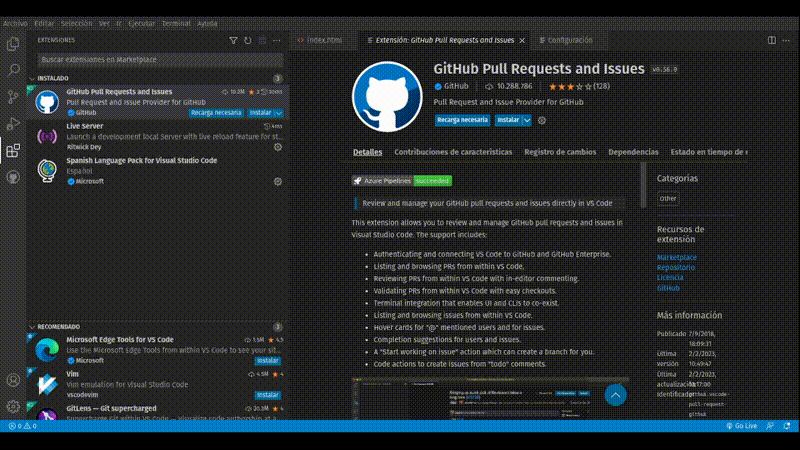 Archivo Editar Selección Ver Ir Ejecutar Terminal Ayuda
EXTENSIONES
Buscar extensiones en Marketplace
INSTALADO 3
GitHub Pull Requests and Issues 10.2M
Pull Request and Issue Provider for GitHub
GitHub Recarga necesaria Instalar
Live Server 4ms
Launch a development local Server with live reload feature for st...
Ritwick Dey
Spanish Language Pack for Visual Studio Code
Español
Microsoft
RECOMENDADO 3
Microsoft Edge Tools for VS Code
Use the Microsoft Edge Tools from within VS Code to see your sit...
Microsoft Instalar
Vim 4.5M 4
Vim emulation for Visual Studio Code
vscodevim Instalar
GitLens — Git supercharged 20.3M 4
Supercharge Git within VS Code — visualize code authorship at a
0 0 Go Live
index.html Extensión: GitHub Pull Requests and Issues Configuración
GitHub Pull Requests and Issues v0.56.0
GitHub 10.288.786 (128)
Pull Request and Issue Provider for GitHub
Recarga necesaria Instalar
Detalles Contribuciones de características Registro de cambios Dependencias Estado en tiempo de e
Azure Pipelines succeeded
Review and manage your GitHub pull requests and issues directly in VS Code
This extension allows you to review and manage GitHub pull requests and issues in
Visual Studio Code. The support includes:
Authenticating and connecting VS Code to GitHub and GitHub Enterprise.
Listing and browsing PRs from within VS Code.
Reviewing PRs from within VS Code with in-editor commenting.
Validating PRs from within VS Code with easy checkouts.
Terminal integration that enables UI and CLIs to co-exist.
Listing and browsing issues from within VS Code.
Hover cards for "@" mentioned users and for issues.
Completion suggestions for users and issues.
A "Start working on issue" action which can create a branch for you.
Code actions to create issues from "todo" comments.
Categorías
Other
Recursos de
extensión
Marketplace
Repositorio
Licencia
GitHub
Más información
Publicado 7/9/2018,
18:09:31
Última 2/2/2023,
versión 10:49:47
Última 2/2/2023,
actualización 17:00
Identificador github.vscode-
pull-request-
github